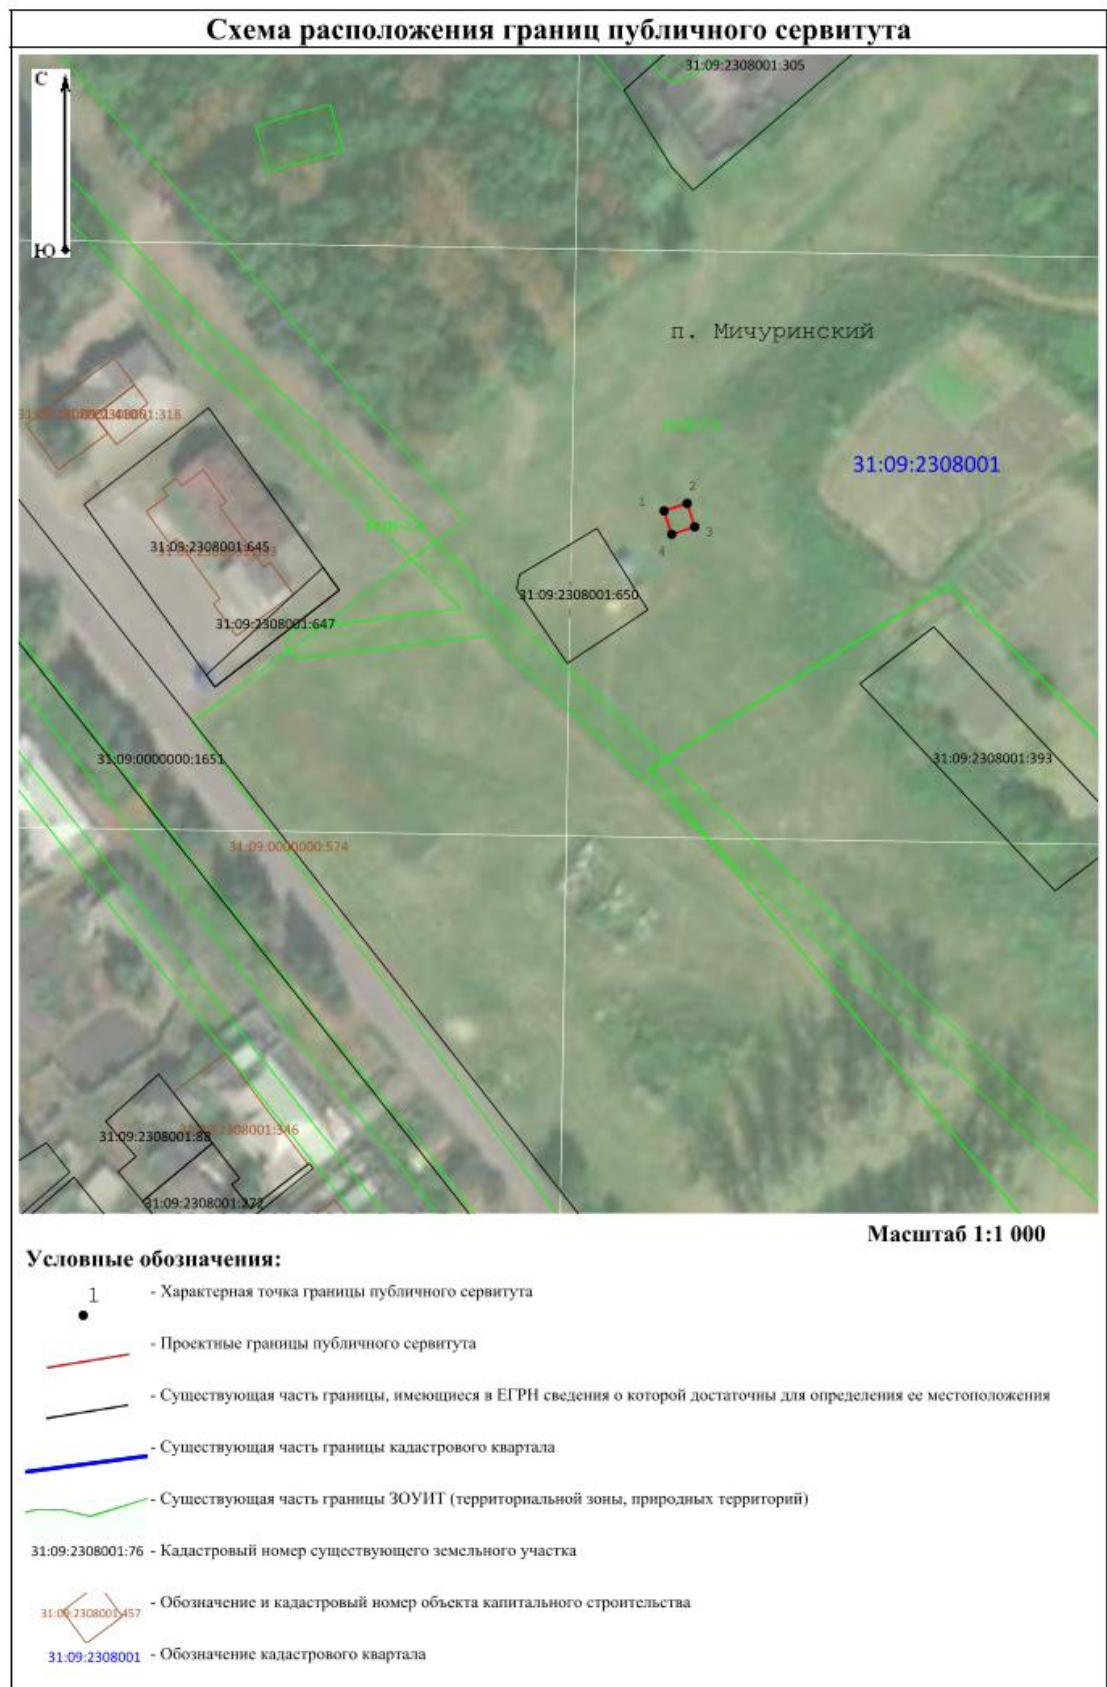 Схема расположения границ публичного сервитута
31:09:2308001:305
С
Ю
п. Мичуринский
31:09:2308001
1
2
3
4
31:09:2308001:645
31:09:2308001:650
31:09:2308001:647
31:09:0000000:1651
31:09:2308001:393
31:09:0000000:574
31:09:2308001:88
31:09:2308001:272
Масштаб 1:1 000
Условные обозначения:
1 - Характерная точка границы публичного сервитута
- Проектные границы публичного сервитута
- Существующая часть границы, имеющиеся в ЕГРН сведения о которой достаточны для определения ее местоположения
- Существующая часть границы кадастрового квартала
- Существующая часть границы ЗОУИТ (территориальной зоны, природных территорий)
31:09:2308001:76 - Кадастровый номер существующего земельного участка
31:09:2308001:457 - Обозначение и кадастровый номер объекта капитального строительства
31:09:2308001 - Обозначение кадастрового квартала